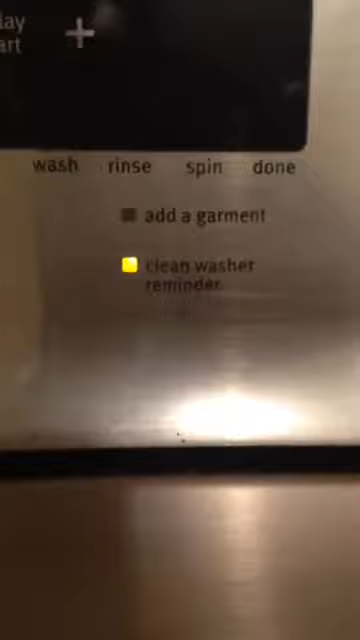 +
wash rinse spin done
add a garment
clean washer
reminder